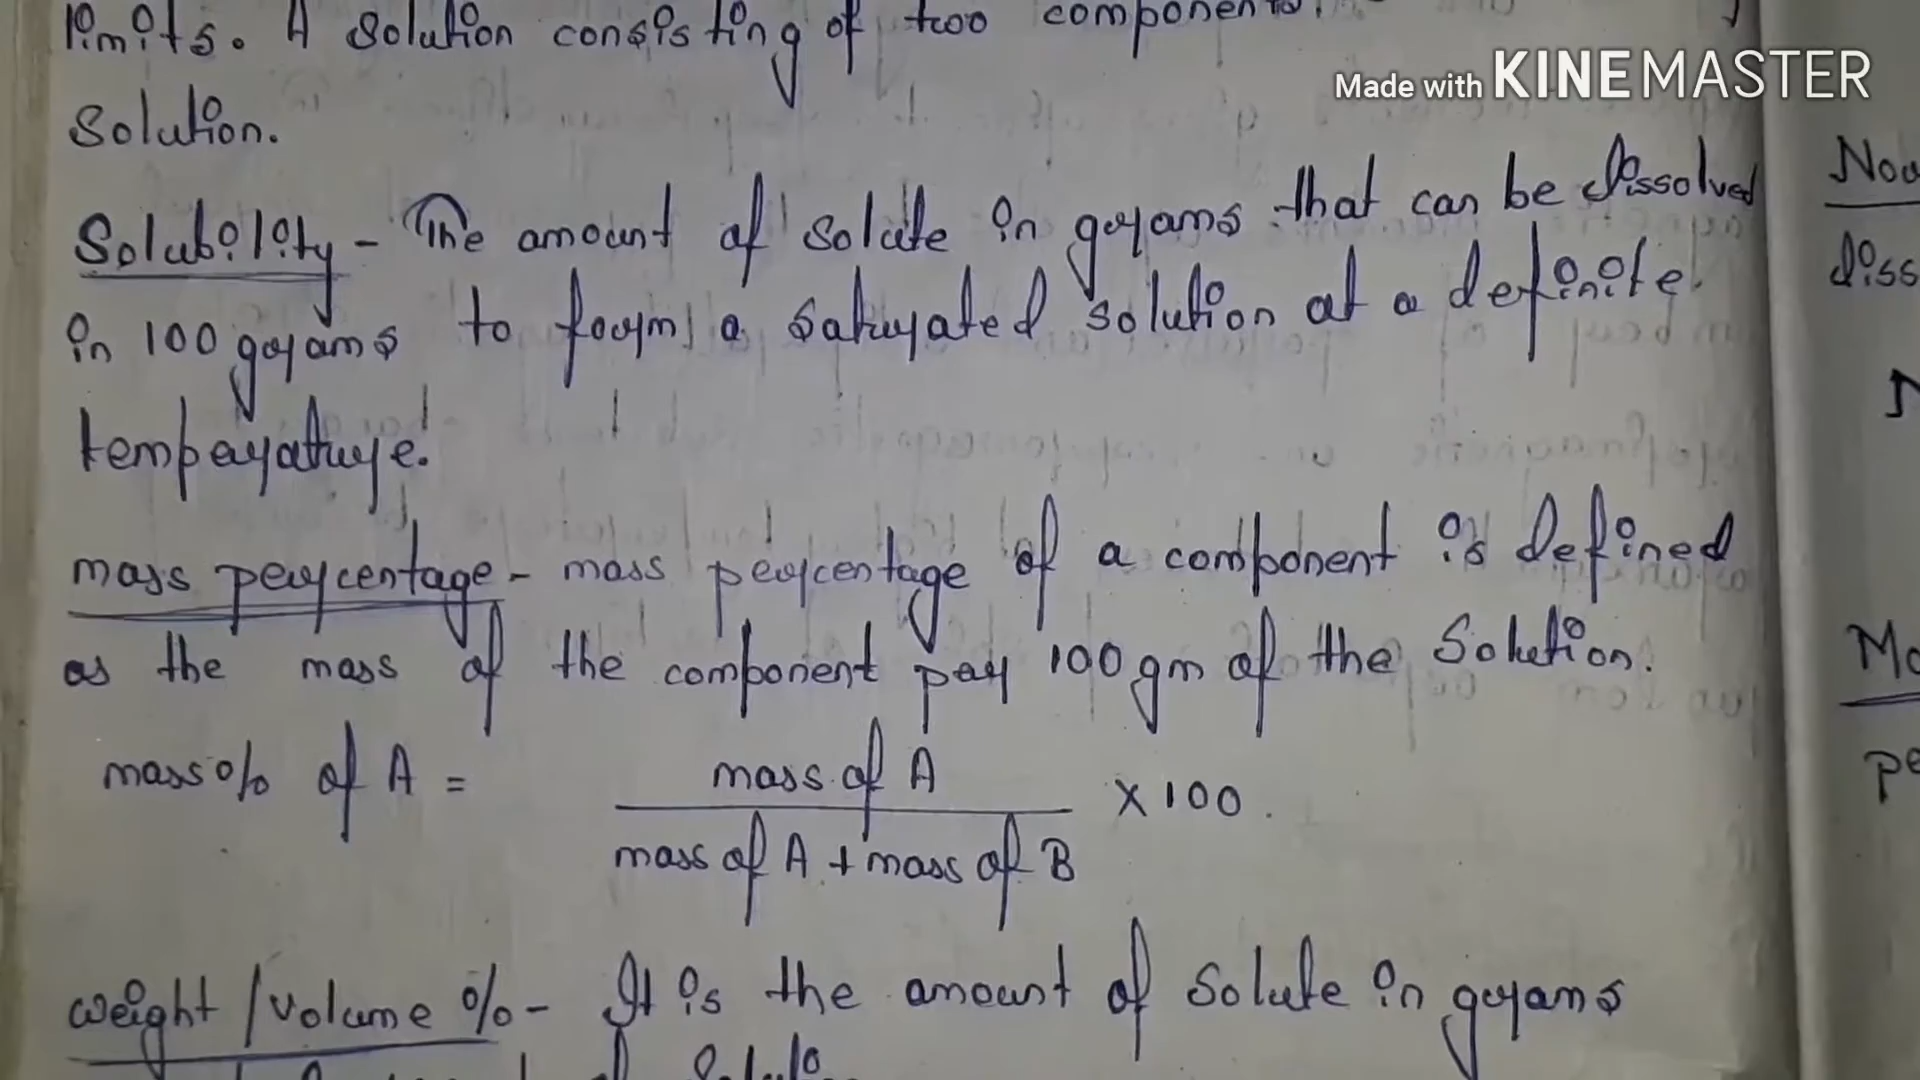 limits. A solution consisting of two components.
Made with KINEMASTER
Solution.
Solubility - The amount of solute in grams that can be dissolved
in 100 grams to form a saturated solution at a definite
temperature.
mass percentage - mass percentage of a component is defined
as the mass of the component per 100 gm of the Solution.
mass % of A = mass of A / mass of A + mass of B × 100.
weight / volume % - It is the amount of Solute in grams
diss